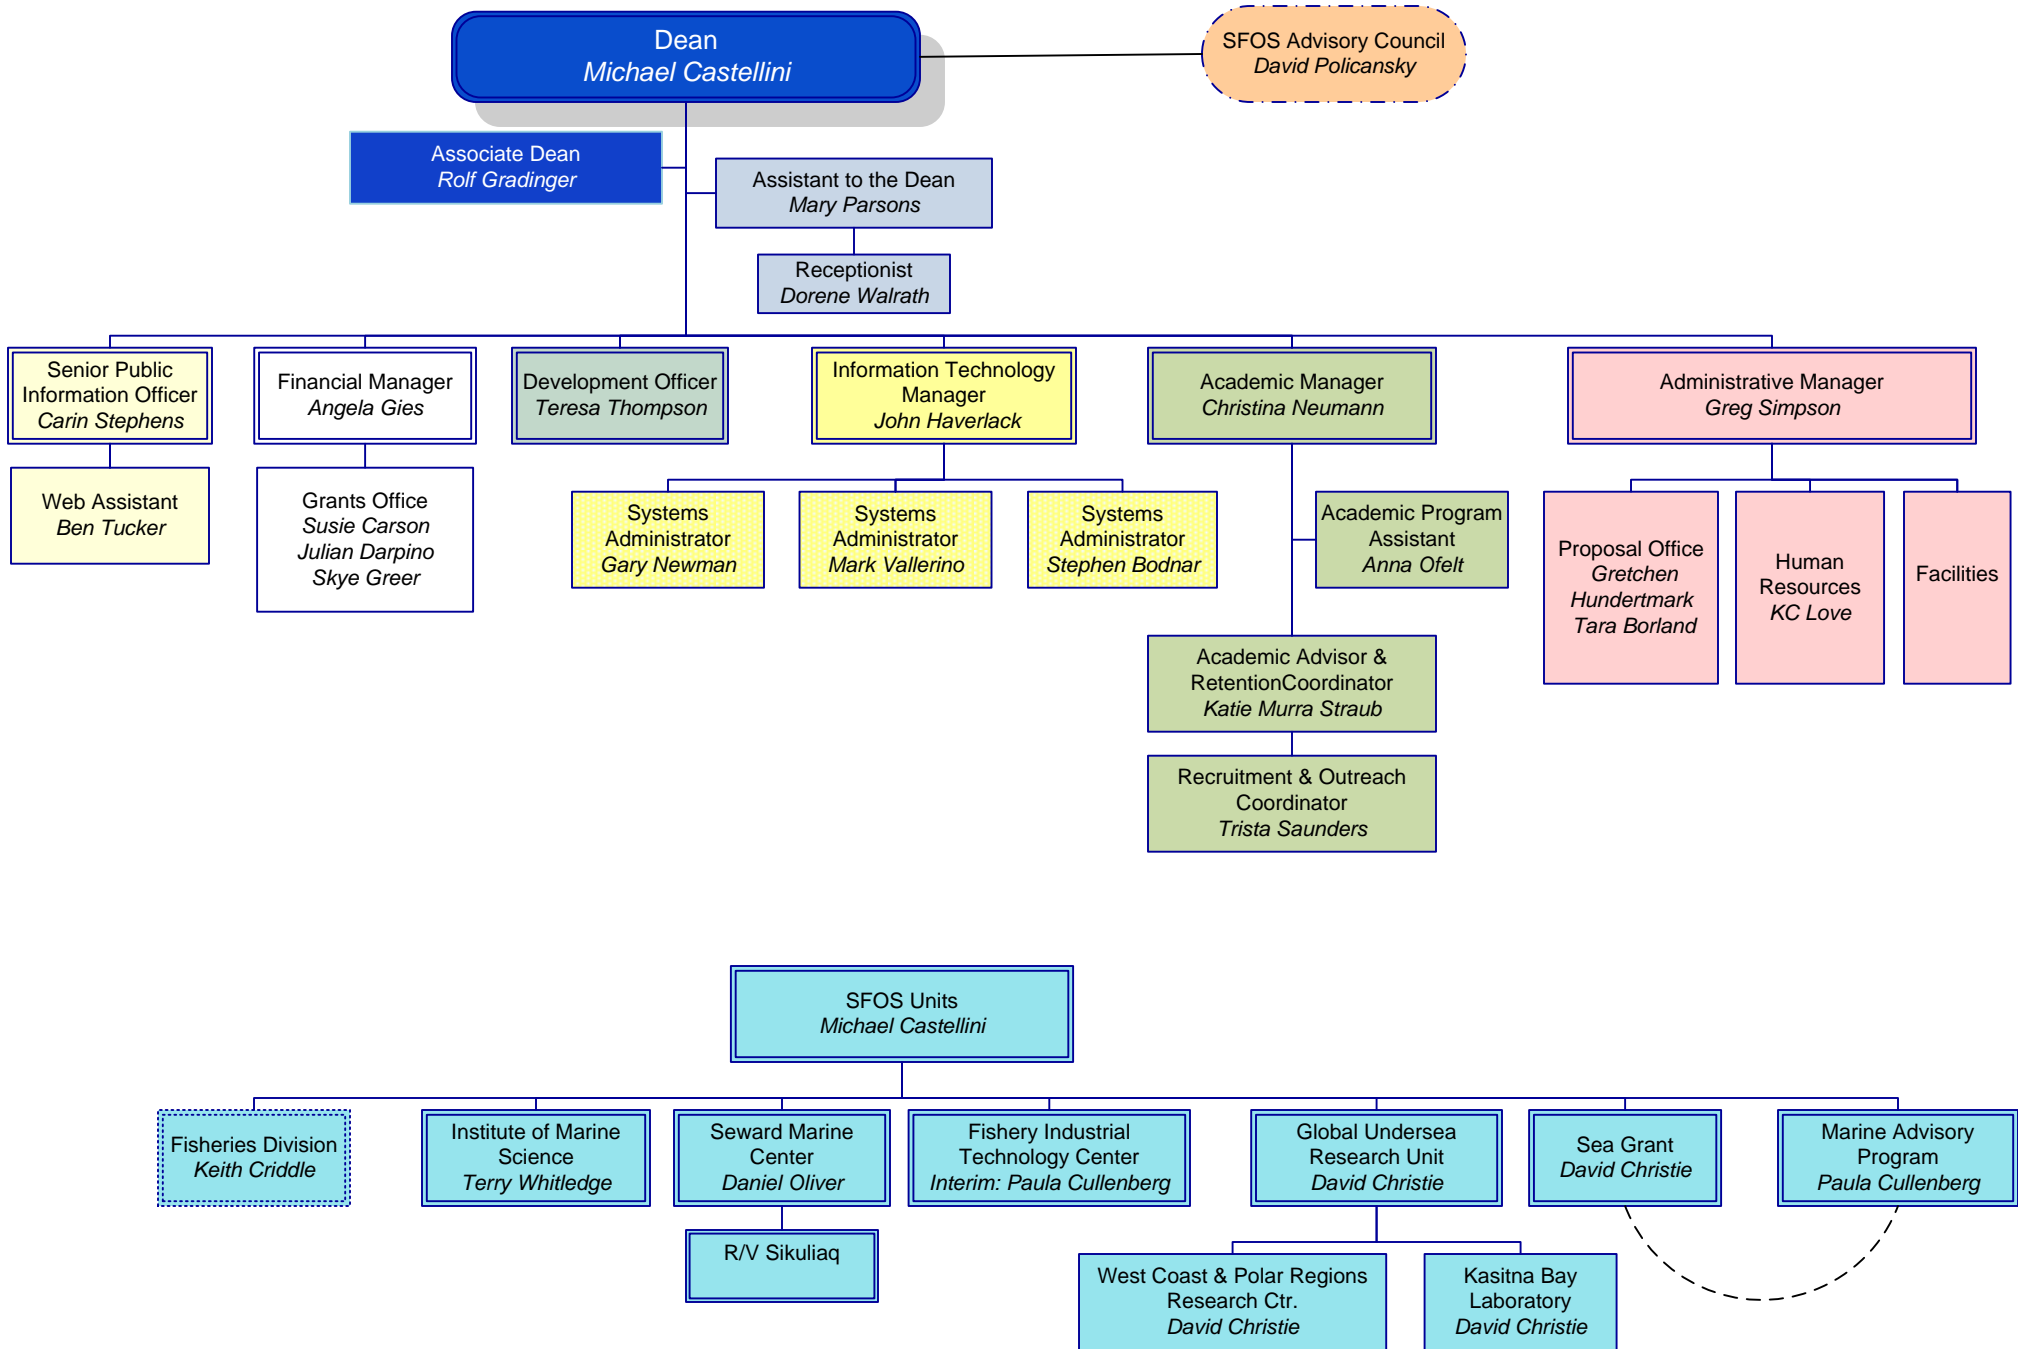 Dean
Michael Castellini
SFOS Advisory Council
David Policansky
Associate Dean
Rolf Gradinger
Assistant to the Dean
Mary Parsons
Receptionist
Dorene Walrath
Senior Public
Information Officer
Carin Stephens
Financial Manager
Angela Gies
Development Officer
Teresa Thompson
Information Technology
Manager
John Haverlack
Academic Manager
Christina Neumann
Administrative Manager
Greg Simpson
Web Assistant
Ben Tucker
Grants Office
Susie Carson
Julian Darpino
Skye Greer
Systems
Administrator
Gary Newman
Systems
Administrator
Mark Vallerino
Systems
Administrator
Stephen Bodnar
Academic Program
Assistant
Anna Ofelt
Proposal Office
Gretchen
Hundertmark
Tara Borland
Human
Resources
KC Love
Facilities
Academic Advisor &
RetentionCoordinator
Katie Murra Straub
Recruitment & Outreach
Coordinator
Trista Saunders
SFOS Units
Michael Castellini
Fisheries Division
Keith Criddle
Institute of Marine
Science
Terry Whitledge
Seward Marine
Center
Daniel Oliver
Fishery Industrial
Technology Center
Interim: Paula Cullenberg
Global Undersea
Research Unit
David Christie
Sea Grant
David Christie
Marine Advisory
Program
Paula Cullenberg
R/V Sikuliaq
West Coast & Polar Regions
Research Ctr.
David Christie
Kasitna Bay
Laboratory
David Christie